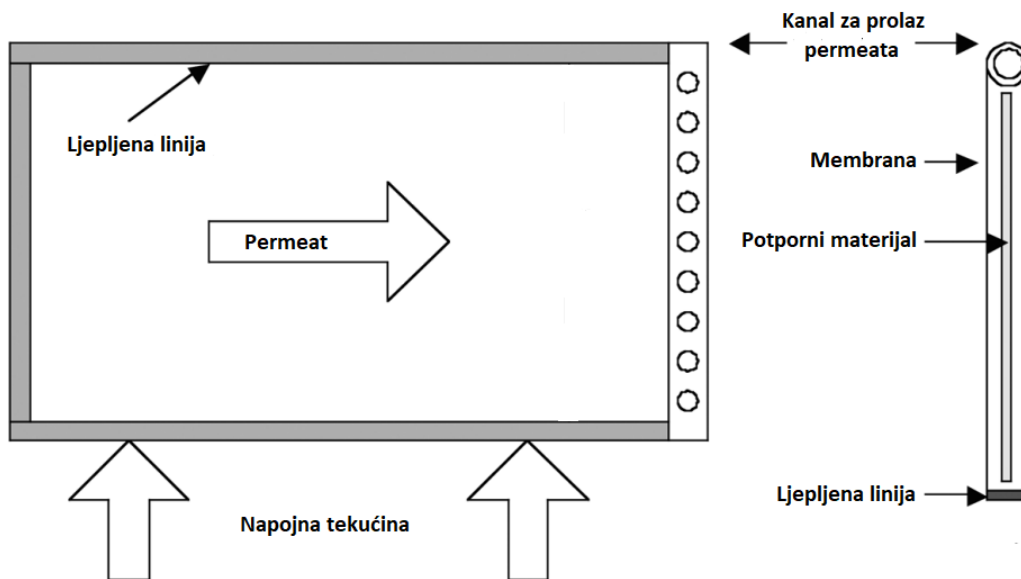 Kanal za prolaz
permeata
Ljepljena linija
Membrana
Permeat
Potporni materijal
Ljepljena linija
Napojna tekućina